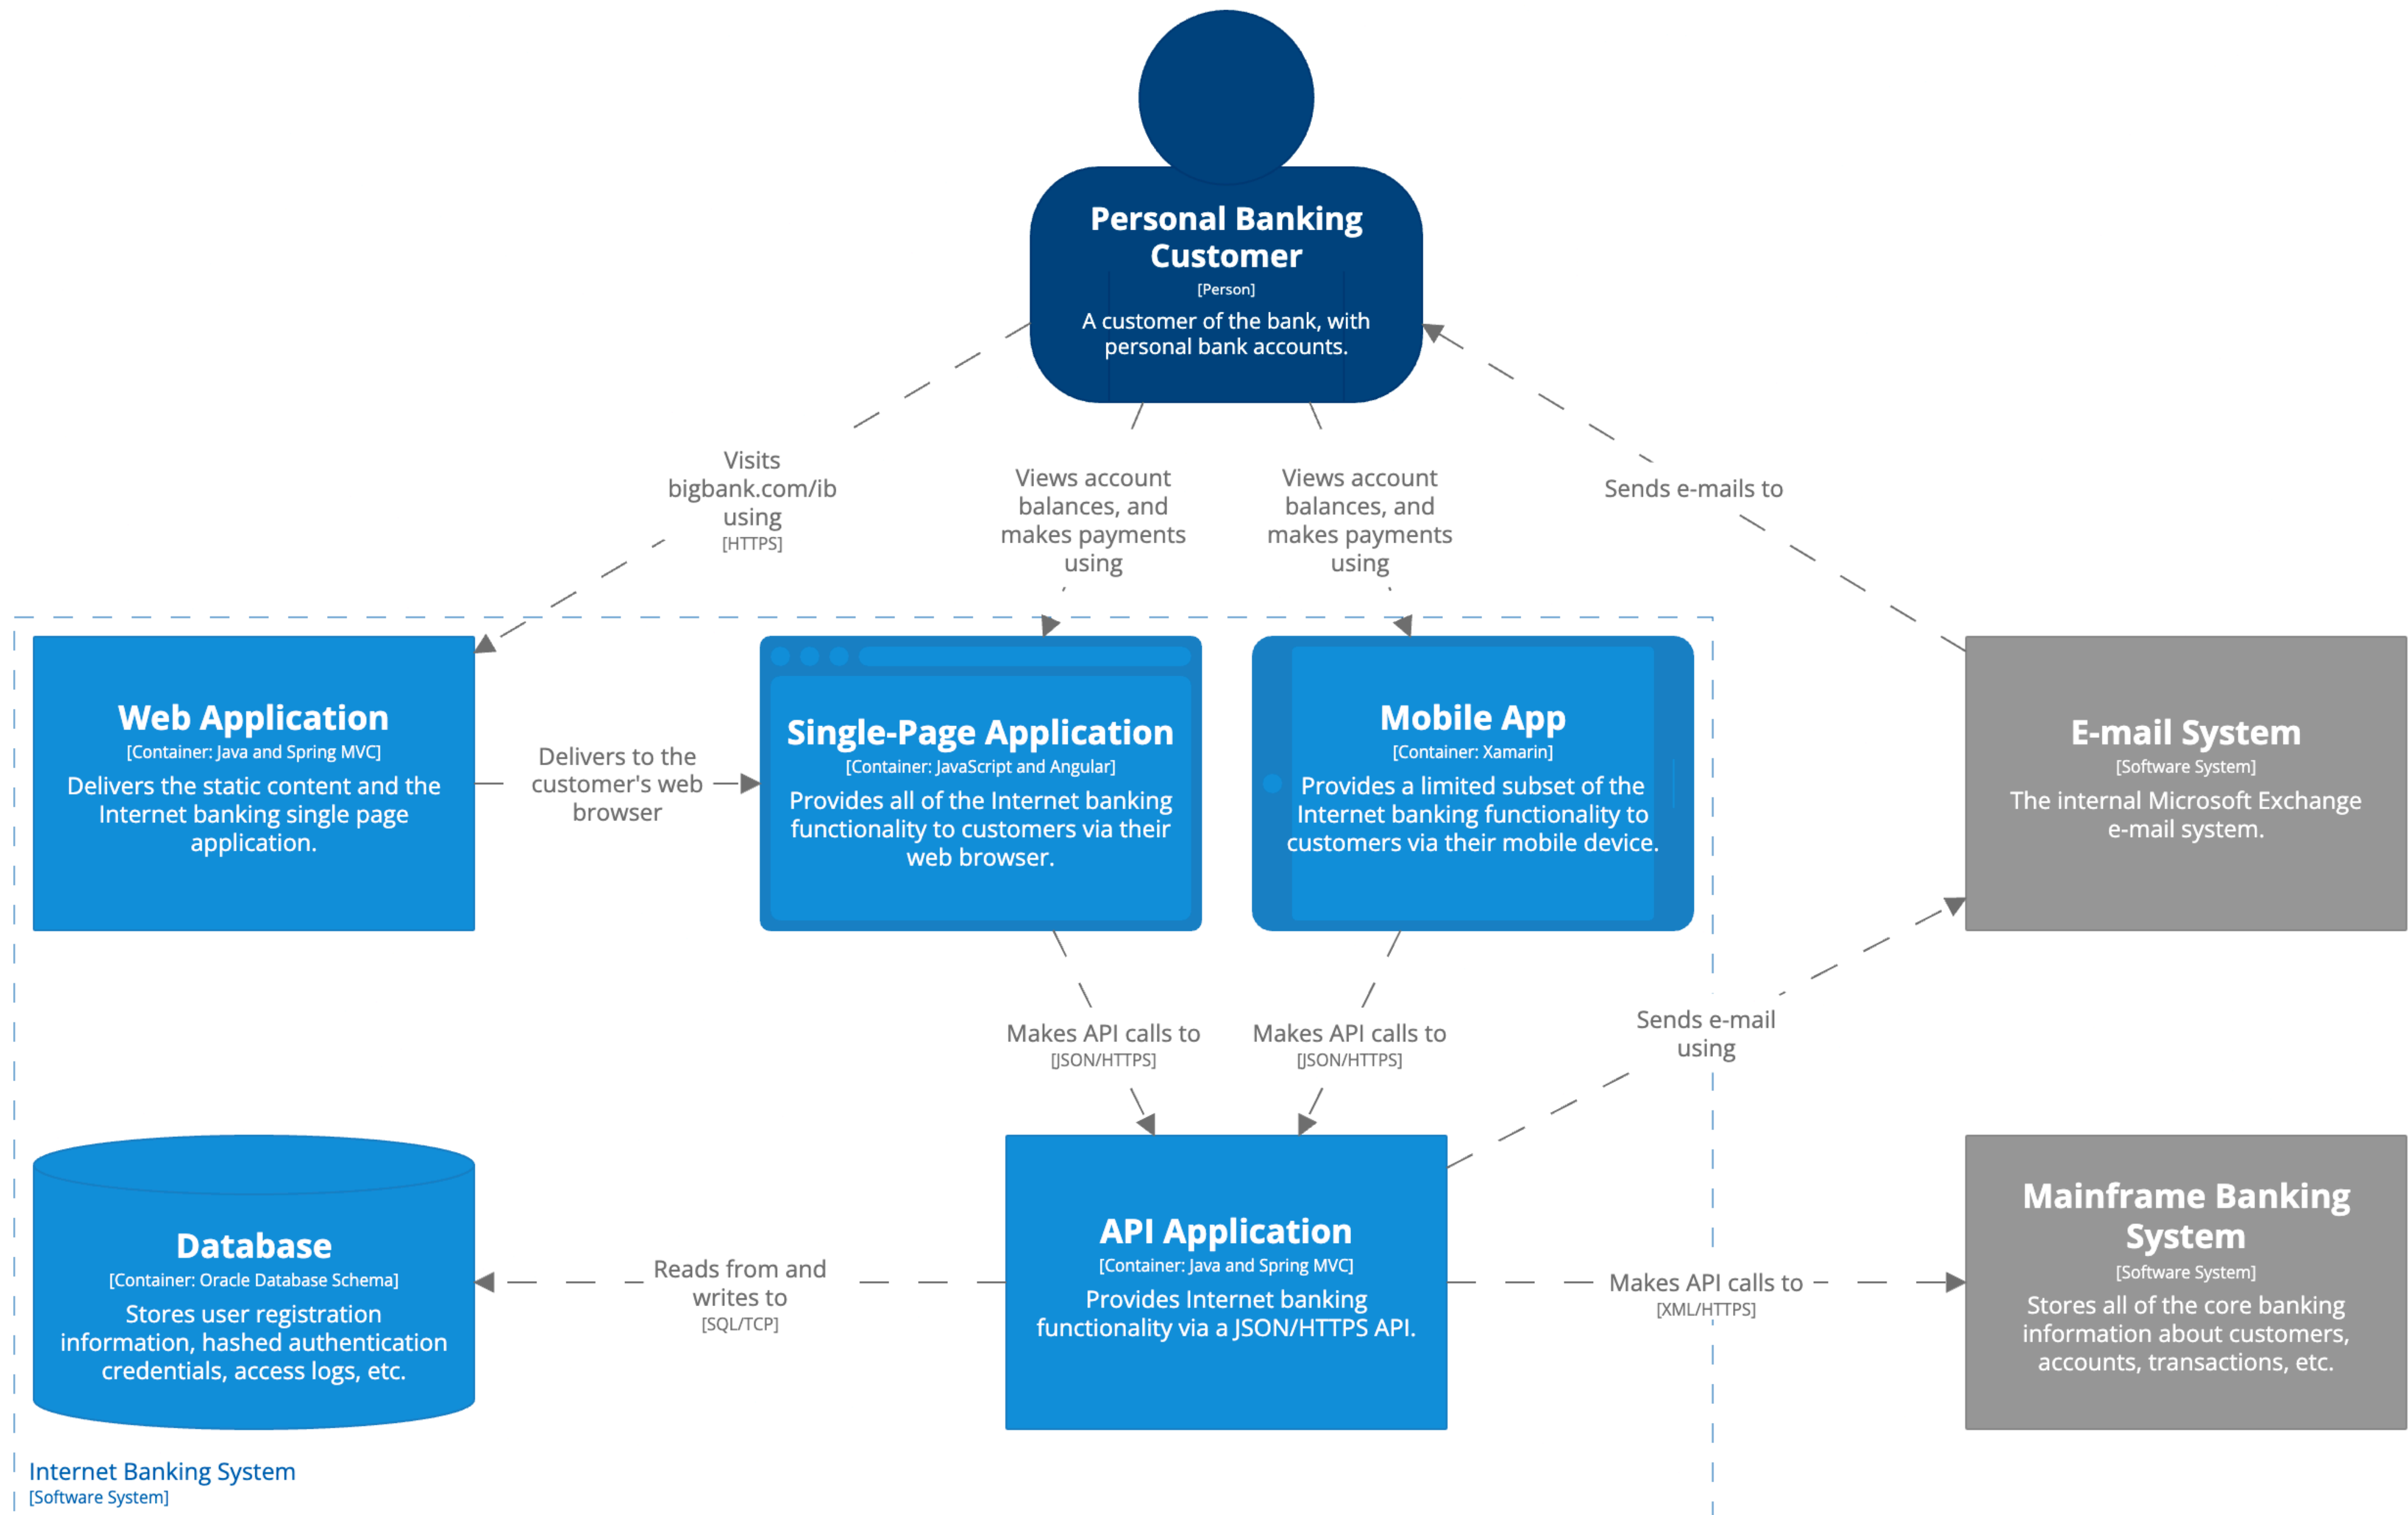 Personal Banking
Customer
[Person]
A customer of the bank, with
personal bank accounts.
Visits
bigbank.com/ib
using
[HTTPS]
Views account
balances, and
makes payments
using
Views account
balances, and
makes payments
using
Sends e-mails to
Web Application
[Container: Java and Spring MVC]
Delivers the static content and the
Internet banking single page
application.
Delivers to the
customer's web
browser
Single-Page Application
[Container: JavaScript and Angular]
Provides all of the Internet banking
functionality to customers via their
web browser.
Mobile App
[Container: Xamarin]
Provides a limited subset of the
Internet banking functionality to
customers via their mobile device.
E-mail System
[Software System]
The internal Microsoft Exchange
e-mail system.
Makes API calls to
[JSON/HTTPS]
Makes API calls to
[JSON/HTTPS]
Sends e-mail
using
Database
[Container: Oracle Database Schema]
Stores user registration
information, hashed authentication
credentials, access logs, etc.
Reads from and
writes to
[SQL/TCP]
API Application
[Container: Java and Spring MVC]
Provides Internet banking
functionality via a JSON/HTTPS API.
Makes API calls to
[XML/HTTPS]
Mainframe Banking
System
[Software System]
Stores all of the core banking
information about customers,
accounts, transactions, etc.
Internet Banking System
[Software System]